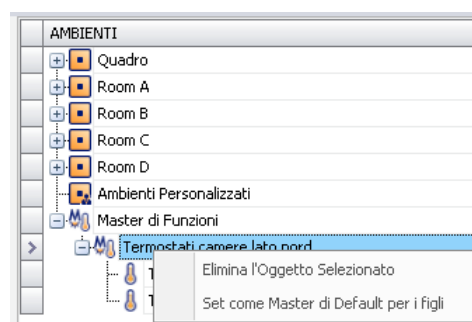 AMBIENTI
Quadro
Room A
Room B
Room C
Room D
Ambienti Personalizzati
Master di Funzioni
Termostati camere lato nord
Elimina l'Oggetto Selezionato
Set come Master di Default per i figli